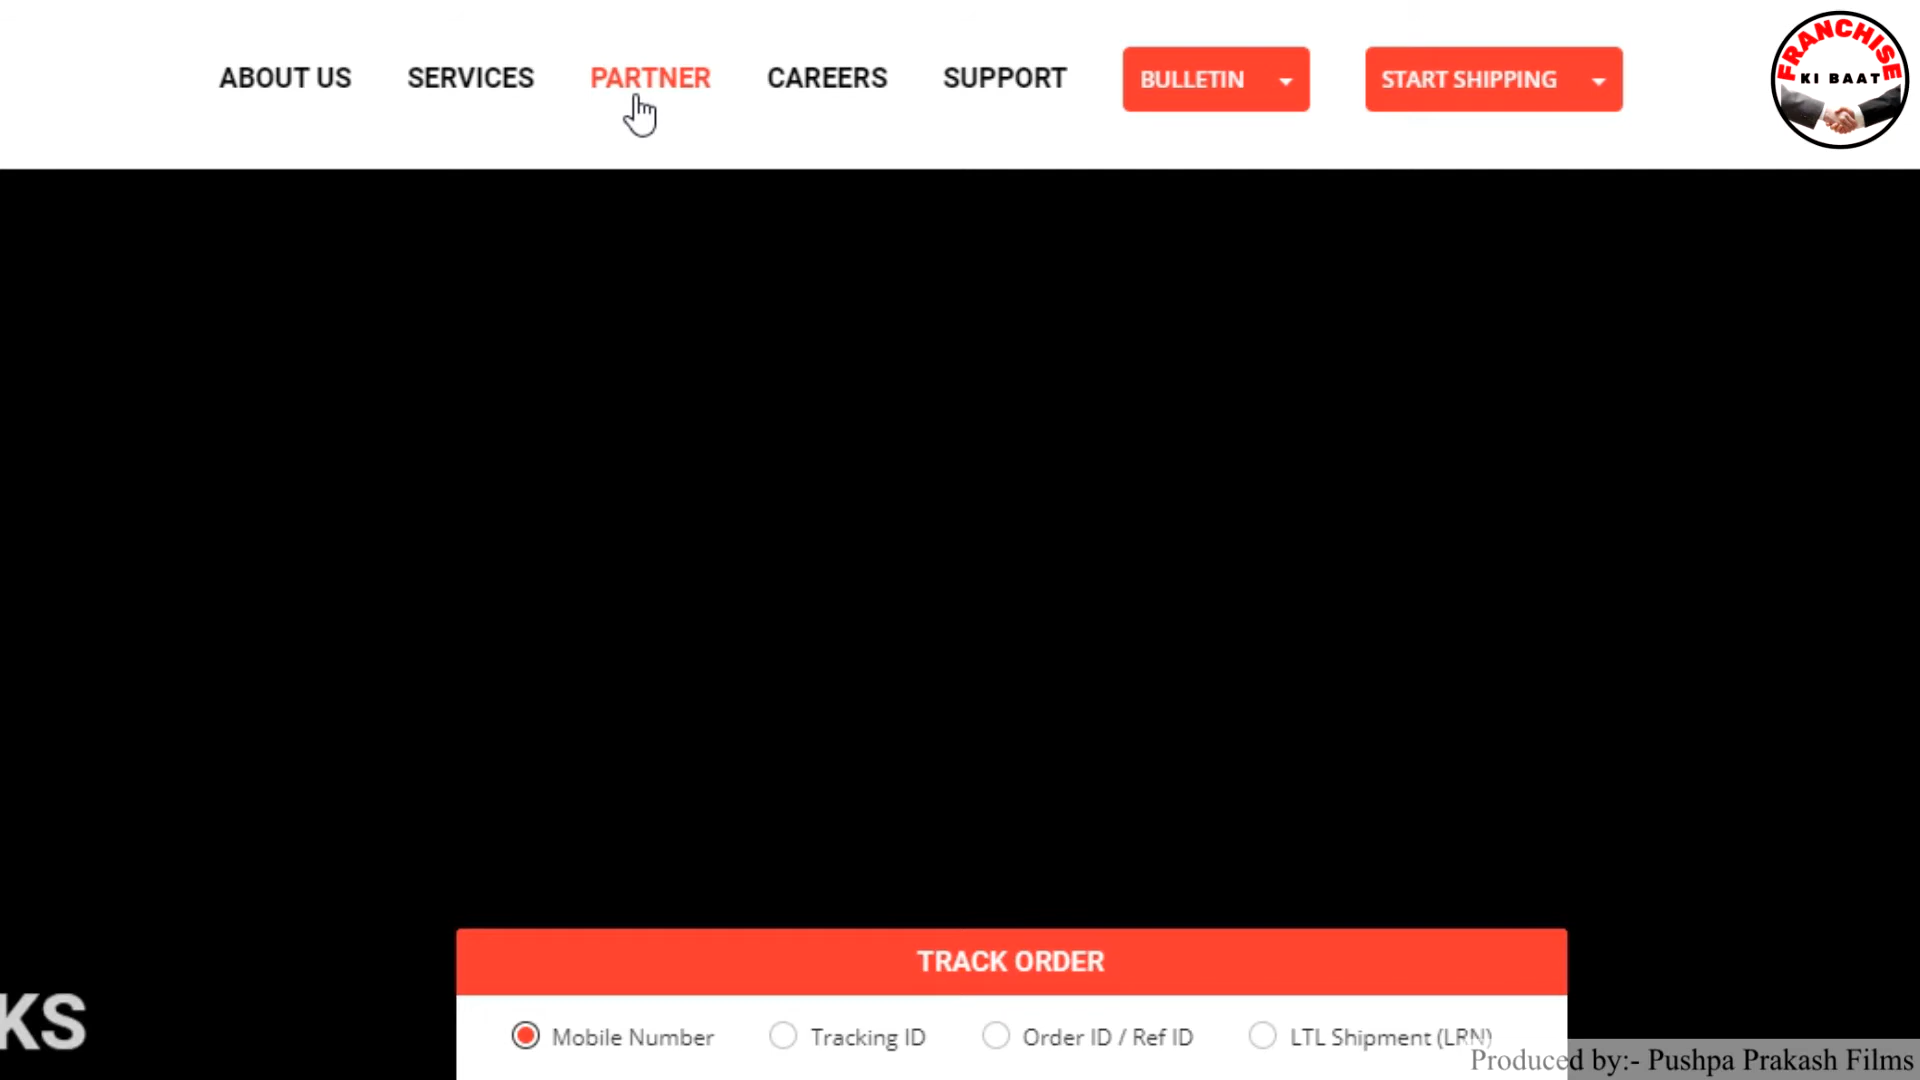 ABOUT US
SERVICES
PARTNER
CAREERS
SUPPORT
BULLETIN
START SHIPPING
FRANCHISE
KI BAAT
TRACK ORDER
KS
Mobile Number
Tracking ID
Order ID / Ref ID
LTL Shipment (LRN)
Produced by:- Pushpa Prakash Films